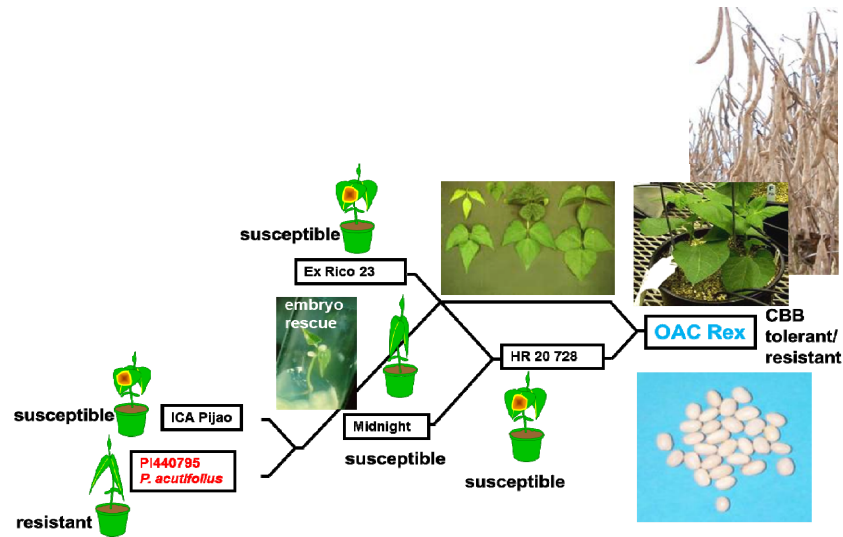 susceptible
Ex Rico 23
embryo
rescue
OAC Rex
CBB
tolerant/
resistant
HR 20 728
susceptible
ICA Pijao
Midnight
susceptible
PI440795
P. acutifolius
susceptible
resistant